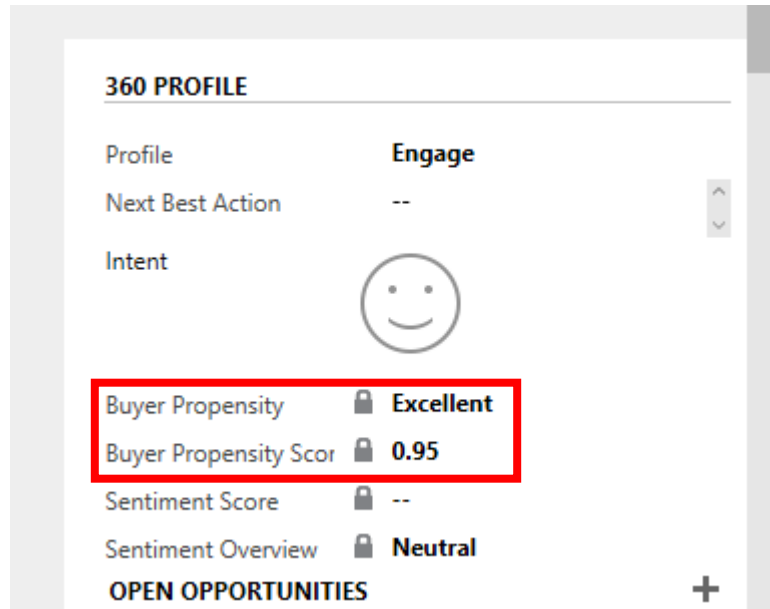 360 PROFILE
Profile Engage
Next Best Action --
Intent
Buyer Propensity Excellent
Buyer Propensity Scor 0.95
Sentiment Score --
Sentiment Overview Neutral
OPEN OPPORTUNITIES +